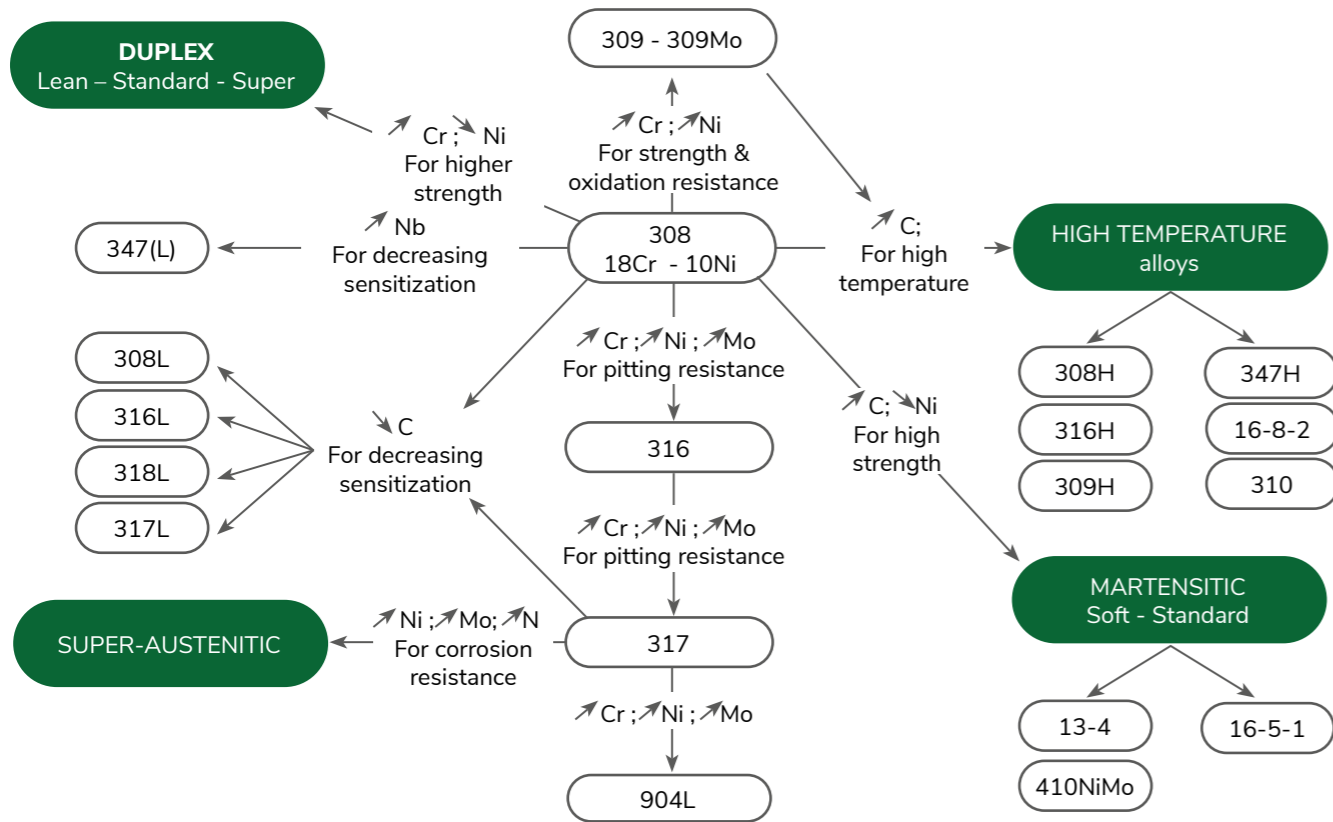 DUPLEX
Lean – Standard - Super
309 - 309Mo
Cr ; Ni
For higher
strength
Cr ; Ni
For strength &
oxidation resistance
347(L)
Nb
For decreasing
sensitization
308
18Cr - 10Ni
C;
For high
temperature
HIGH TEMPERATURE
alloys
308L
316L
318L
317L
C
For decreasing
sensitization
Cr ; Ni ; Mo
For pitting resistance
316
C; Ni
For high
strength
308H
347H
316H
16-8-2
309H
310
Cr ; Ni ; Mo
For pitting resistance
SUPER-AUSTENITIC
Ni ; Mo; N
For corrosion
resistance
317
MARTENSITIC
Soft - Standard
Cr ; Ni ; Mo
904L
13-4
16-5-1
410NiMo